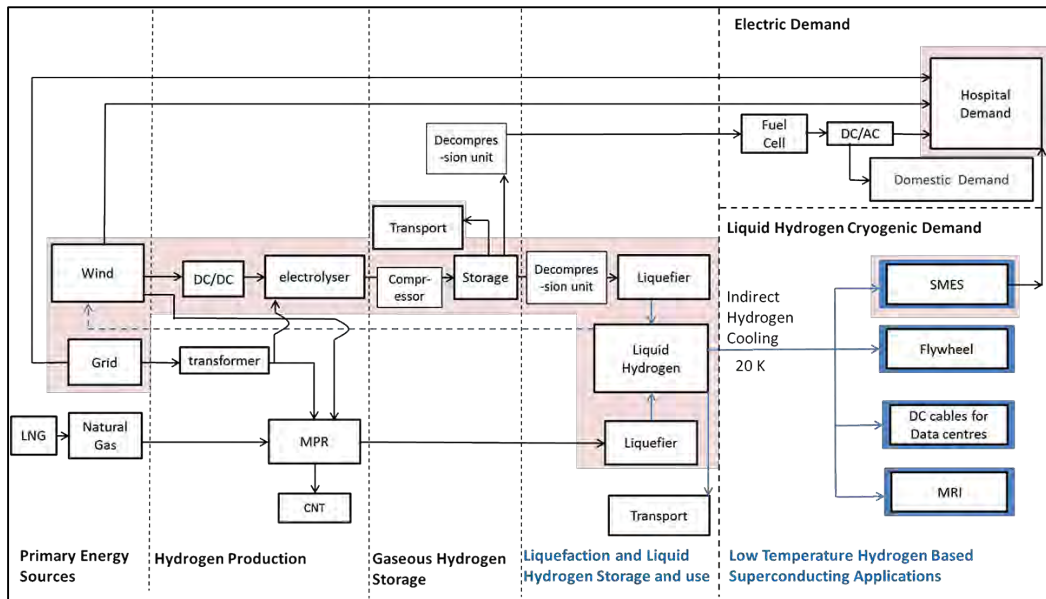 Electric Demand
Hospital
Demand
Fuel
Cell
DC/AC
Decompres
-sion unit
Domestic Demand
Transport
Liquid Hydrogen Cryogenic Demand
Wind
DC/DC
electrolyser
Compr-
essor
Storage
Decompres
-sion unit
Liquefier
SMES
Indirect
Hydrogen
Cooling
20 K
Liquid
Hydrogen
Flywheel
Grid
transformer
LNG
Natural
Gas
MPR
Liquefier
DC cables for
Data centres
CNT
MRI
Transport
Primary Energy
Sources
Hydrogen Production
Gaseous Hydrogen
Storage
Liquefaction and Liquid
Hydrogen Storage and use
Low Temperature Hydrogen Based
Superconducting Applications